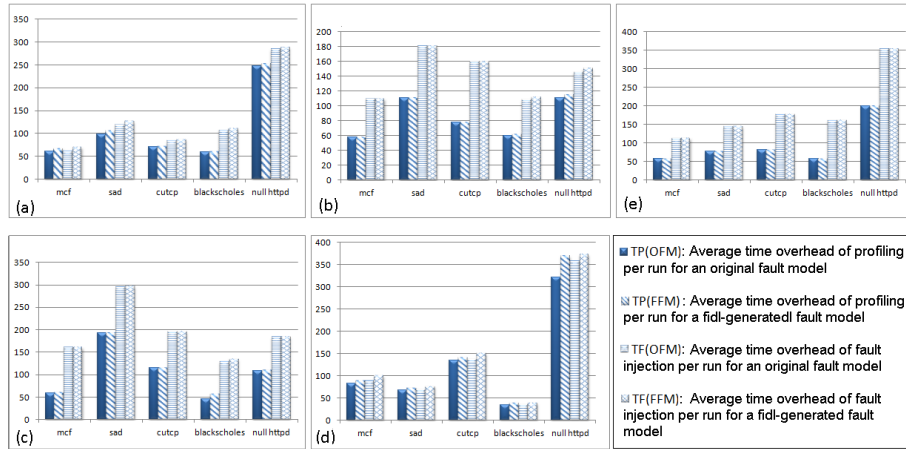 350
300
250
200
150
100
50
0
mcf
sad
cutcp
blackscholes
null httpd
(a)
200
180
160
140
120
100
80
60
40
20
0
mcf
sad
cutcp
blackscholes
null httpd
(b)
400
350
300
250
200
150
100
50
0
mcf
sad
cutcp
blackscholes
null httpd
(e)
350
300
250
200
150
100
50
0
mcf
sad
cutcp
blackscholes
null httpd
(c)
400
350
300
250
200
150
100
50
0
mcf
sad
cutcp
blackscholes
null httpd
(d)
TP(OFM): Average time overhead of profiling
per run for an original fault model
TP(FFM): Average time overhead of profiling
per run for a fidl-generatedl fault model
TF(OFM): Average time overhead of fault
injection per run for an original fault model
TF(FFM): Average time overhead of fault
injection per run for a fidl-generated fault
model